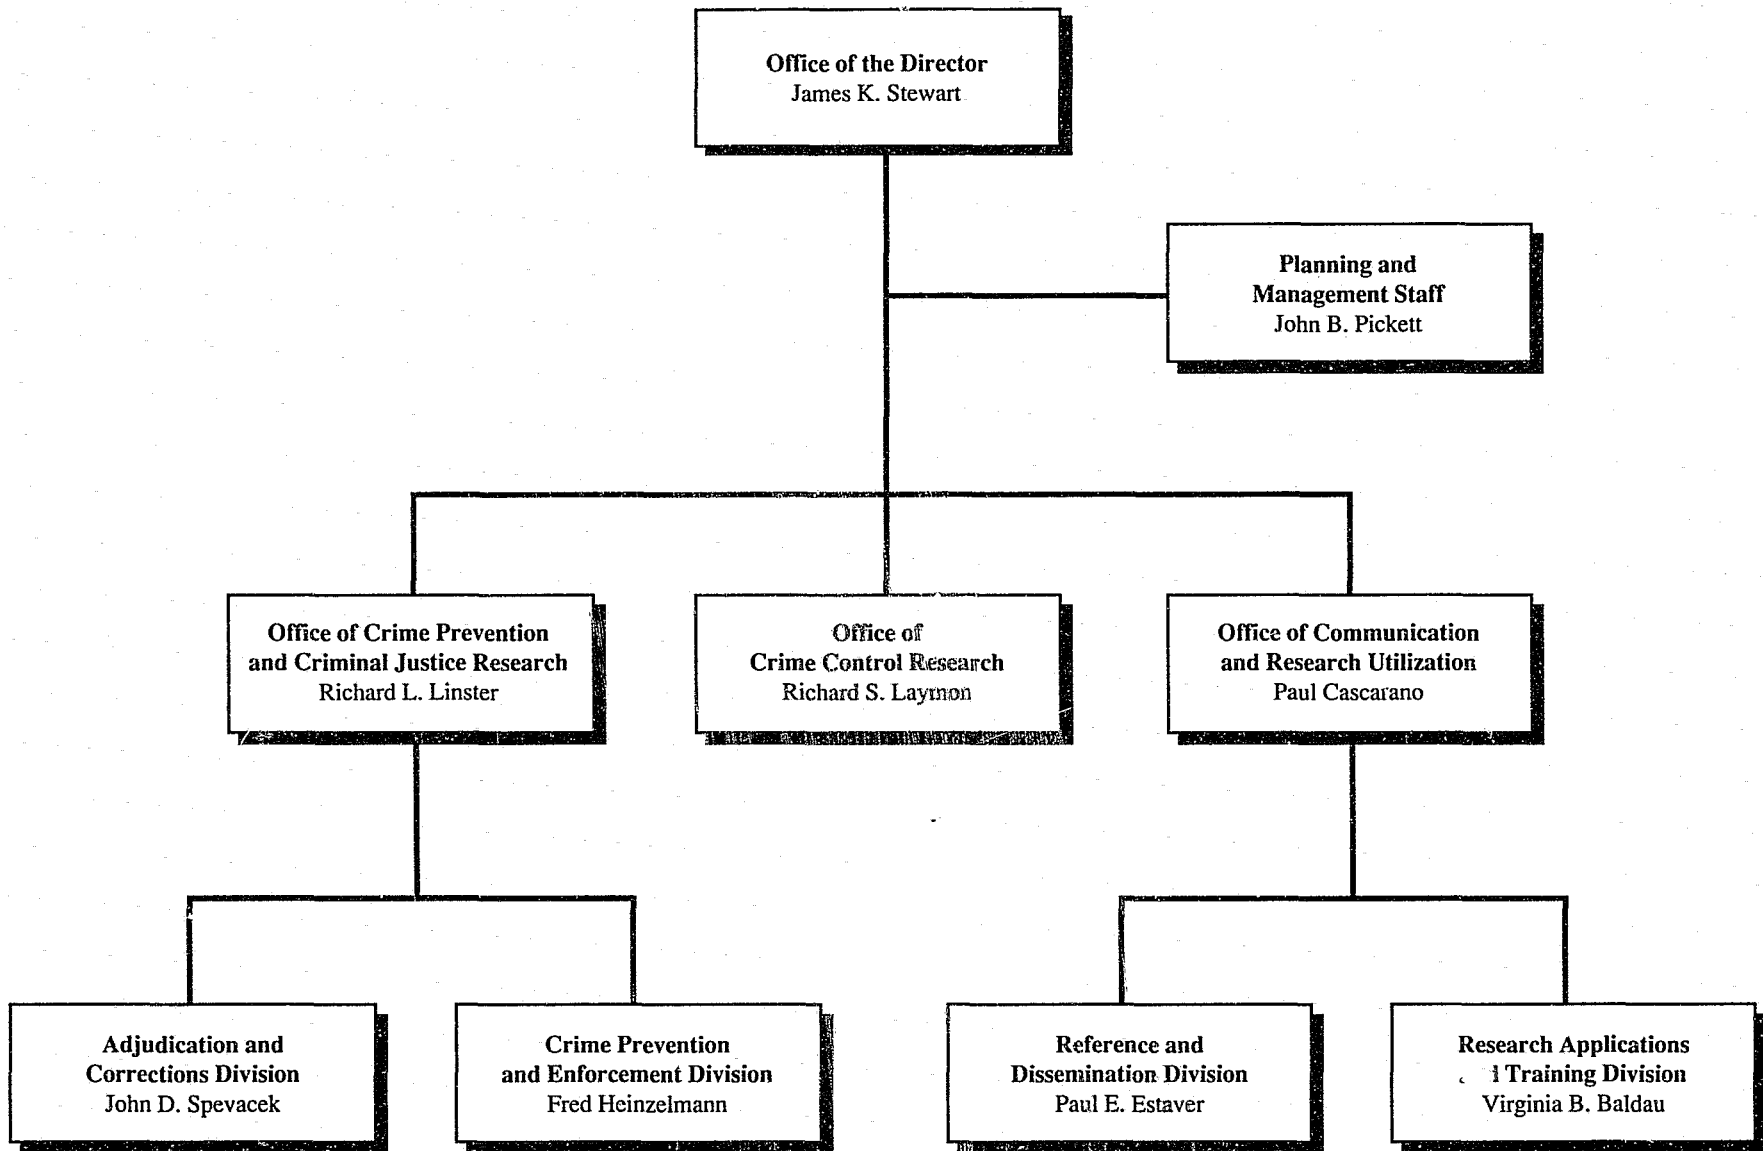 Office of the Director
James K. Stewart
Planning and
Management Staff
John B. Pickett
Office of Crime Prevention
and Criminal Justice Research
Richard L. Linster
Office of
Crime Control Research
Richard S. Laymon
Office of Communication
and Research Utilization
Paul Cascarano
Adjudication and
Corrections Division
John D. Spevacek
Crime Prevention
and Enforcement Division
Fred Heinzelmann
Reference and
Dissemination Division
Paul E. Estaver
Research Applications
Training Division
Virginia B. Baldau